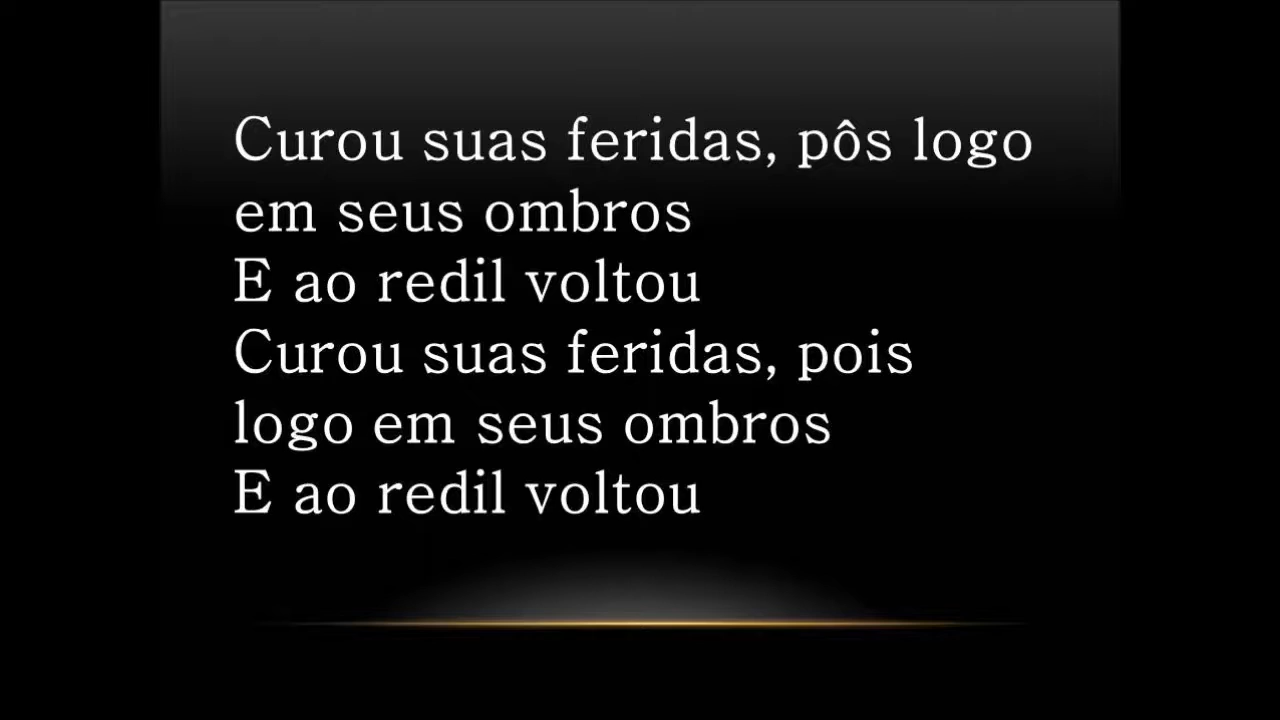 Curou suas feridas, pôs logo
em seus ombros
E ao redil voltou
Curou suas feridas, pois
logo em seus ombros
E ao redil voltou